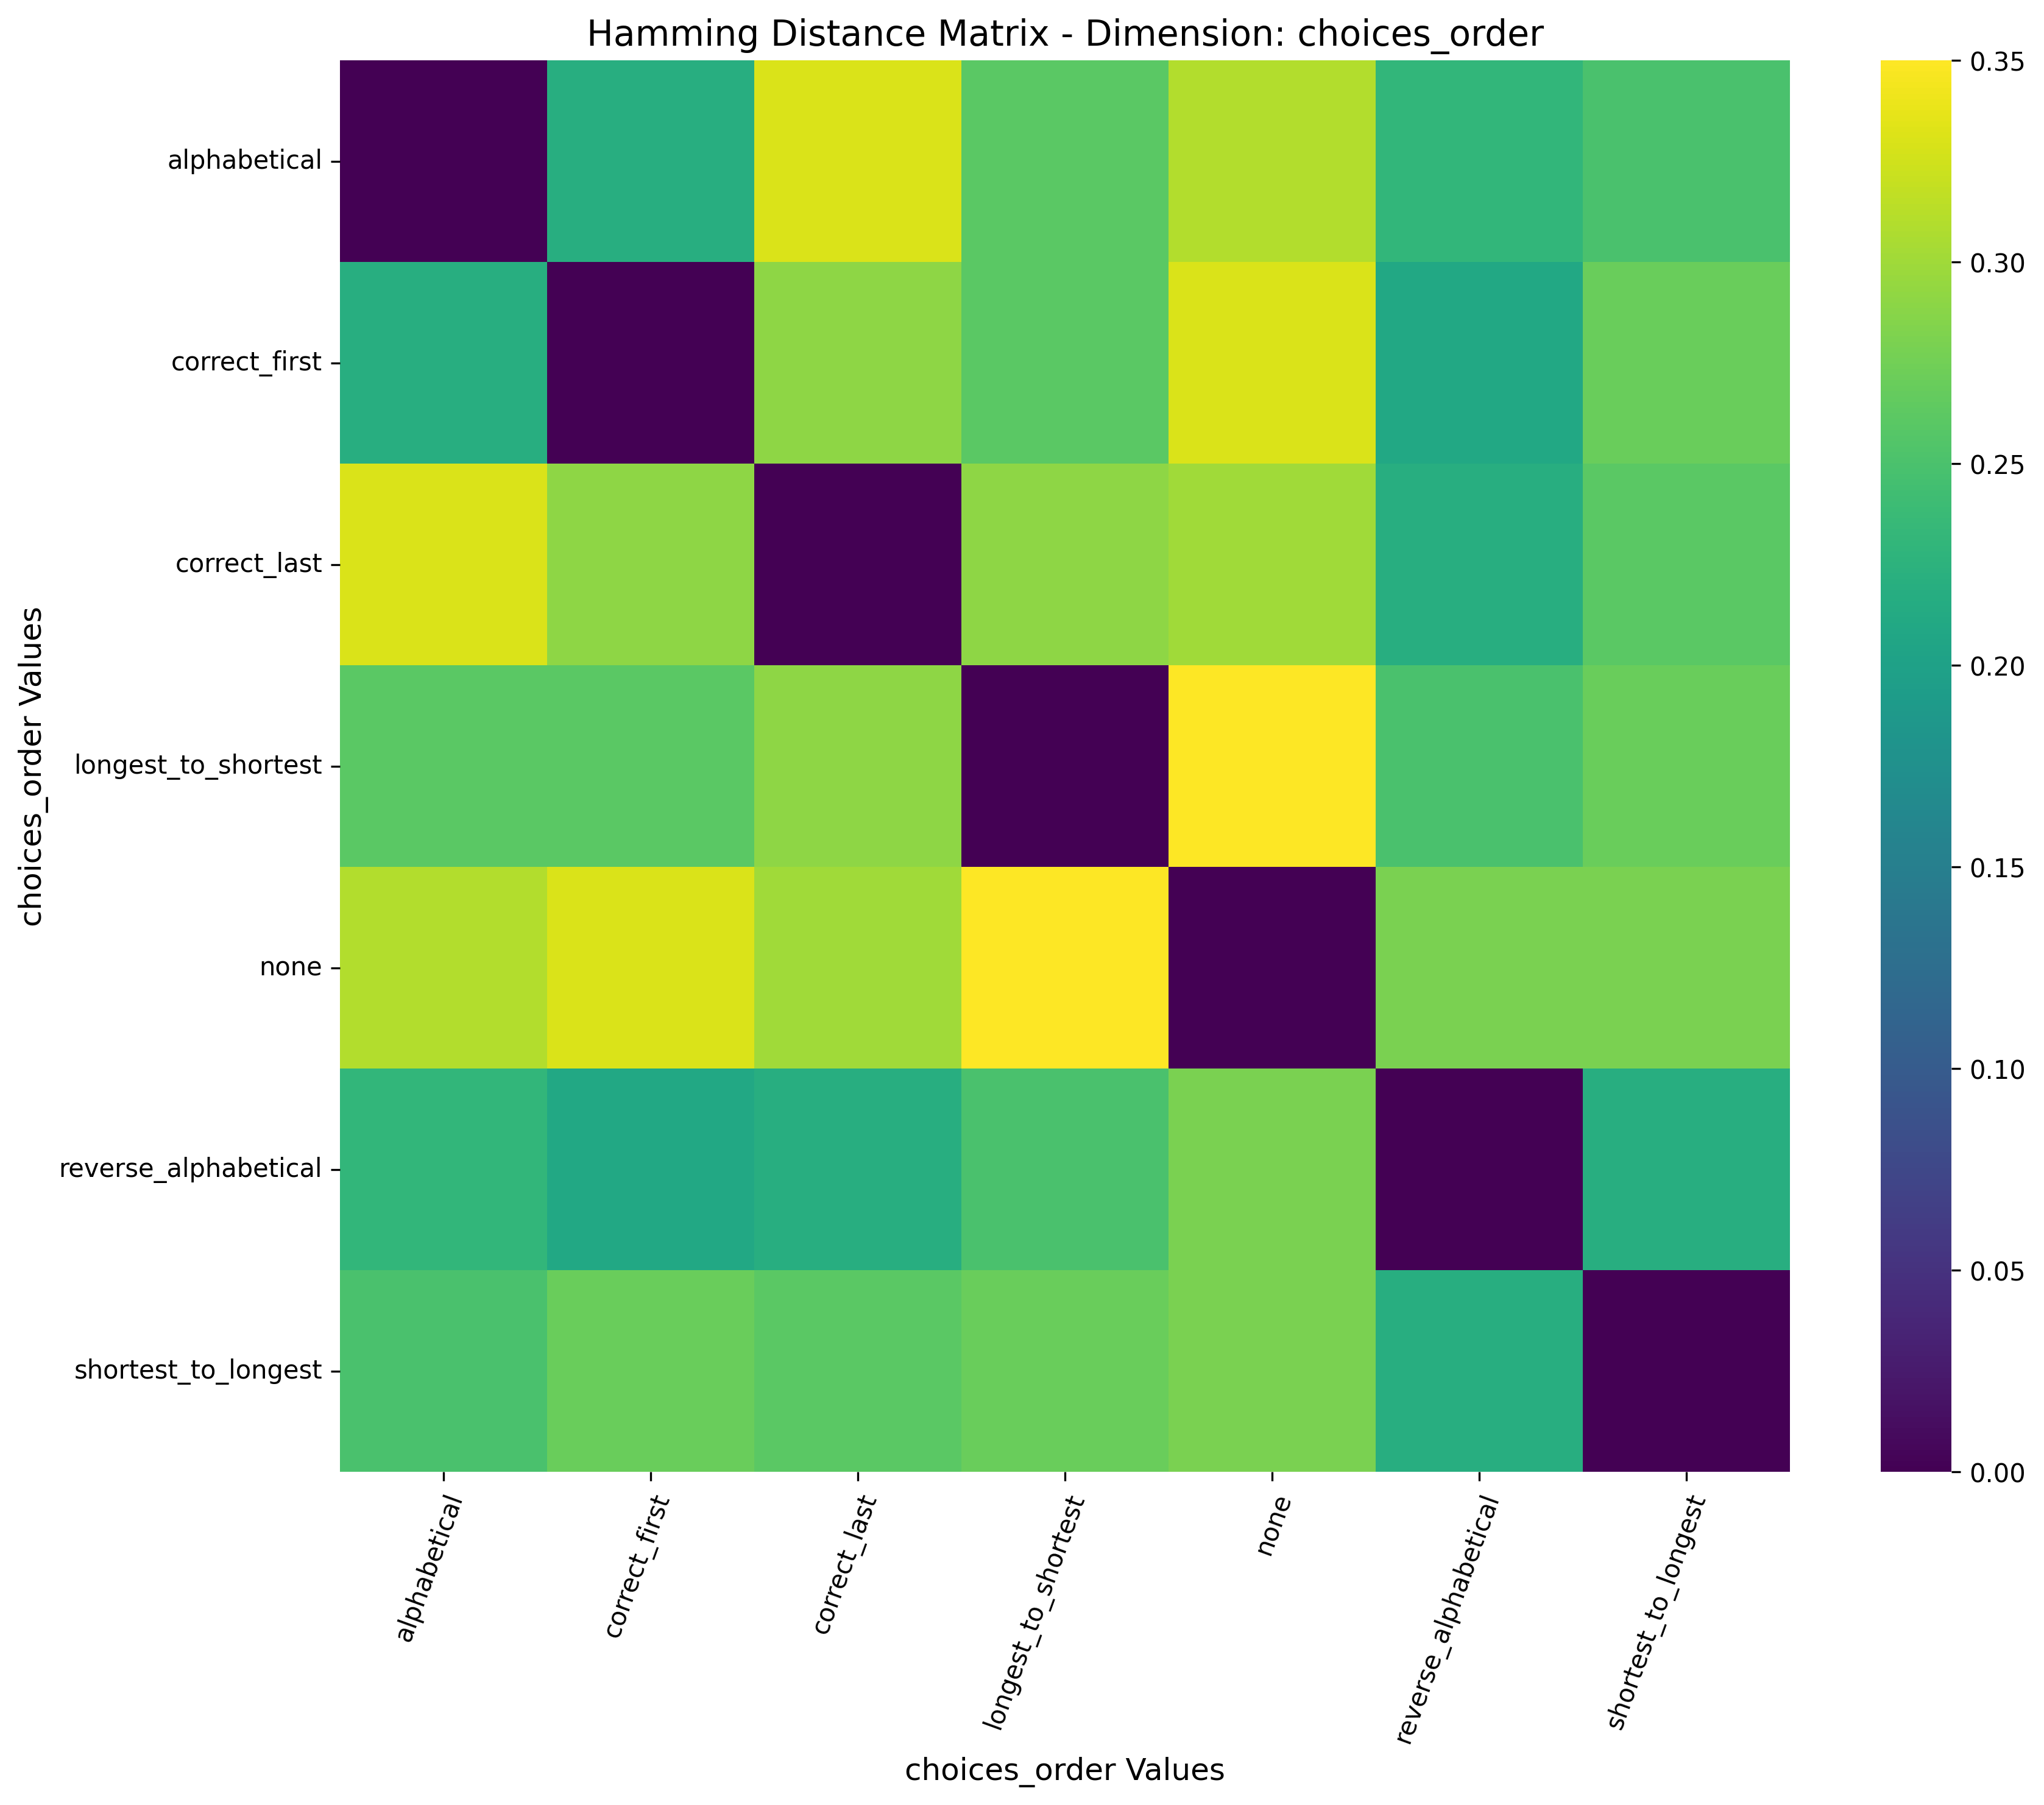 Hamming Distance Matrix - Dimension: choices_order
choices_order Values
alphabetical
correct_first
correct_last
longest_to_shortest
none
reverse_alphabetical
shortest_to_longest
alphabetical
correct_first
correct_last
longest_to_shortest
none
reverse_alphabetical
shortest_to_longest
choices_order Values
0.35
0.30
0.25
0.20
0.15
0.10
0.05
0.00